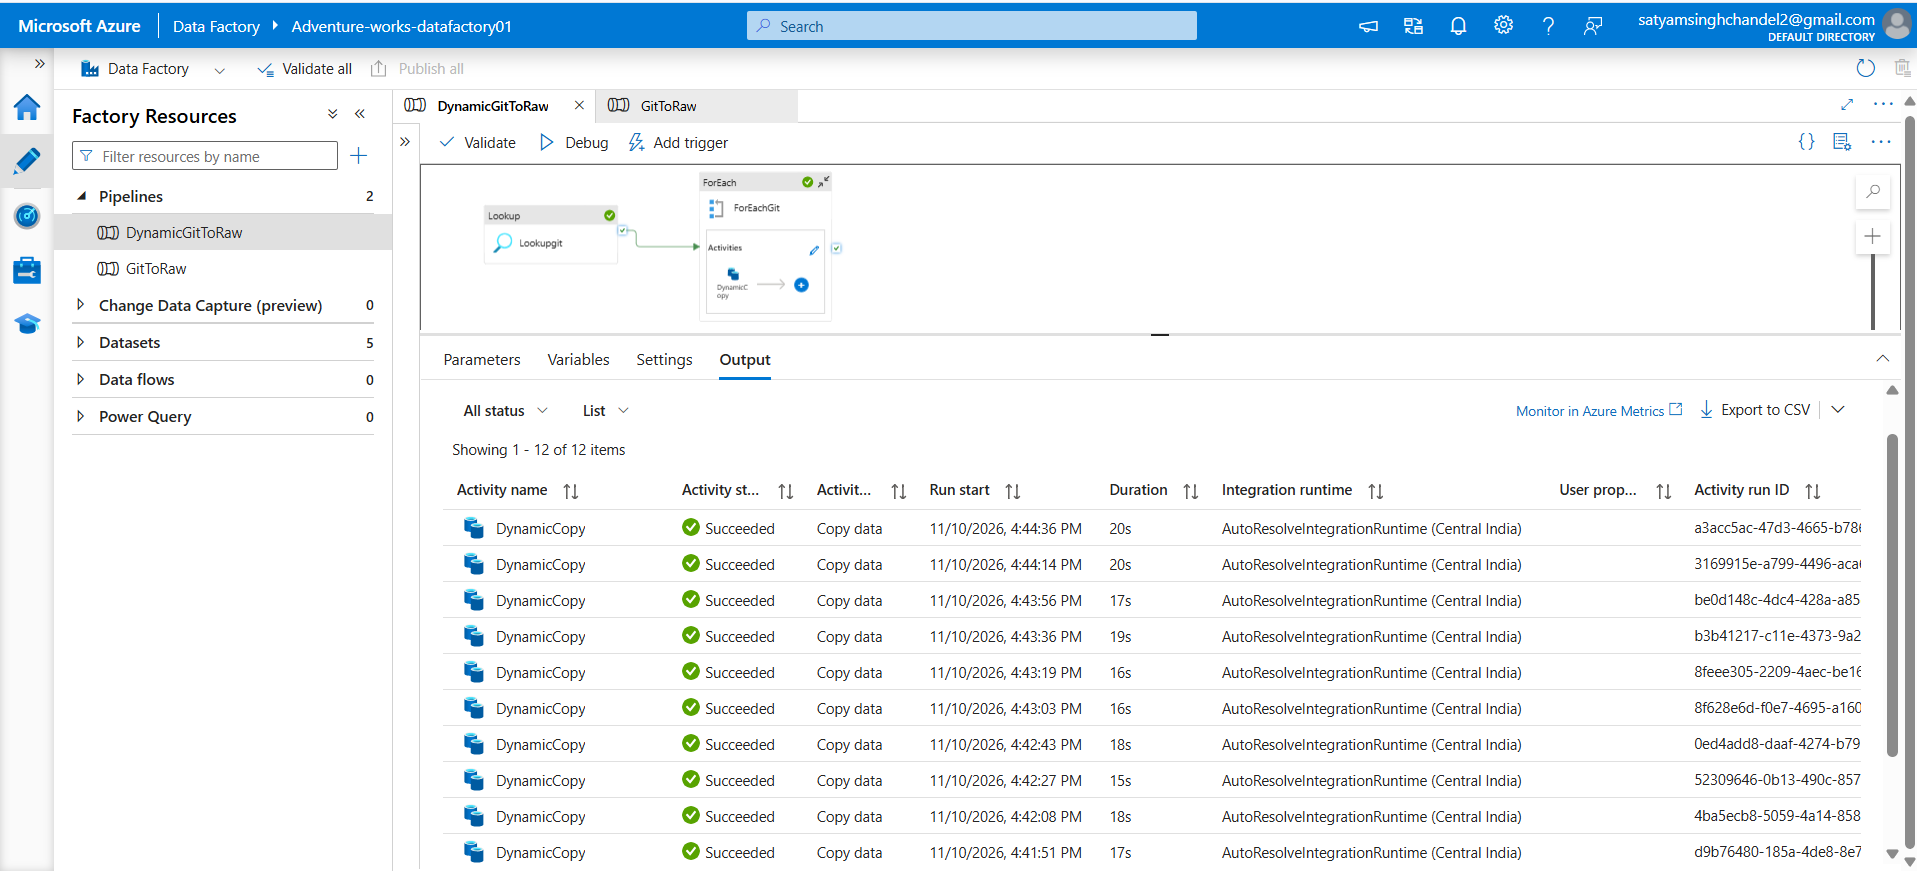 Microsoft Azure
Data Factory
Adventure-works-datafactory01
Search
satyamsinghchandel2@gmail.com
DEFAULT DIRECTORY
Data Factory
Validate all
Publish all
Factory Resources
Filter resources by name
Pipelines 2
DynamicGitToRaw
GitToRaw
Change Data Capture (preview) 0
Datasets 5
Data flows 0
Power Query 0
DynamicGitToRaw
GitToRaw
Validate
Debug
Add trigger
Lookup
Lookupgit
ForEach
ForEachGit
Activities
DynamicC
opy
Parameters
Variables
Settings
Output
All status
List
Monitor in Azure Metrics
Export to CSV
Showing 1 - 12 of 12 items
Activity name Activity st... Activit... Run start Duration Integration runtime User prop... Activity run ID
DynamicCopy Succeeded Copy data 11/10/2026, 4:44:36 PM 20s AutoResolveIntegrationRuntime (Central India) a3acc5ac-47d3-4665-b786
DynamicCopy Succeeded Copy data 11/10/2026, 4:44:14 PM 20s AutoResolveIntegrationRuntime (Central India) 3169915e-a799-4496-aca
DynamicCopy Succeeded Copy data 11/10/2026, 4:43:56 PM 17s AutoResolveIntegrationRuntime (Central India) be0d148c-4dc4-428a-a85
DynamicCopy Succeeded Copy data 11/10/2026, 4:43:36 PM 19s AutoResolveIntegrationRuntime (Central India) b3b41217-c11e-4373-9a2
DynamicCopy Succeeded Copy data 11/10/2026, 4:43:19 PM 16s AutoResolveIntegrationRuntime (Central India) 8feee305-2209-4aec-be16
DynamicCopy Succeeded Copy data 11/10/2026, 4:43:03 PM 16s AutoResolveIntegrationRuntime (Central India) 8f628e6d-f0e7-4695-a160
DynamicCopy Succeeded Copy data 11/10/2026, 4:42:43 PM 18s AutoResolveIntegrationRuntime (Central India) 0ed4add8-daaf-4274-b79
DynamicCopy Succeeded Copy data 11/10/2026, 4:42:27 PM 15s AutoResolveIntegrationRuntime (Central India) 52309646-0b13-490c-857
DynamicCopy Succeeded Copy data 11/10/2026, 4:42:08 PM 18s AutoResolveIntegrationRuntime (Central India) 4ba5ecb8-5059-4a14-858
DynamicCopy Succeeded Copy data 11/10/2026, 4:41:51 PM 17s AutoResolveIntegrationRuntime (Central India) d9b76480-185a-4de8-8e7